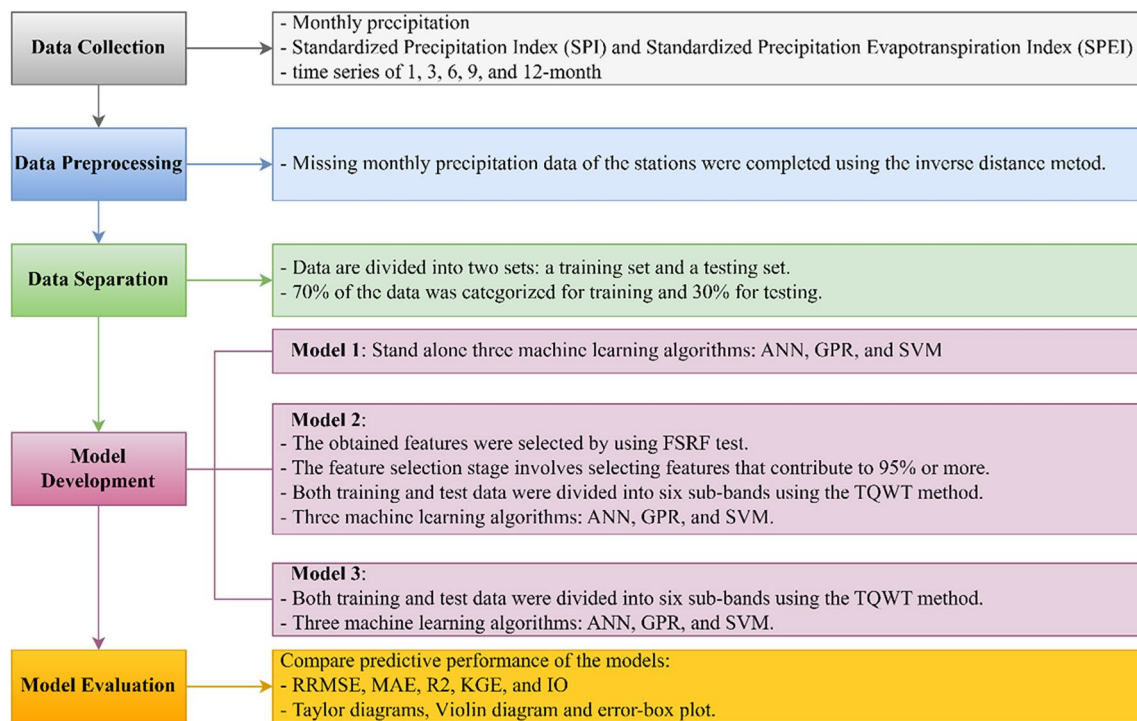 Data Collection
- Monthly precipitation
- Standardized Precipitation Index (SPI) and Standardized Precipitation Evapotranspiration Index (SPEI)
- time series of 1, 3, 6, 9, and 12-month
Data Preprocessing
- Missing monthly precipitation data of the stations were completed using the inverse distance metod.
Data Separation
- Data are divided into two sets: a training set and a testing set.
- 70% of the data was categorized for training and 30% for testing.
Model
Development
Model 1: Stand alone three machine learning algorithms: ANN, GPR, and SVM
Model 2:
- The obtained features were selected by using FSRF test.
- The feature selection stage involves selecting features that contribute to 95% or more.
- Both training and test data were divided into six sub-bands using the TQWT method.
- Three machine learning algorithms: ANN, GPR, and SVM.
Model 3:
- Both training and test data were divided into six sub-bands using the TQWT method.
- Three machine learning algorithms: ANN, GPR, and SVM.
Model Evaluation
Compare predictive performance of the models:
- RRMSE, MAE, R2, KGE, and IO
- Taylor diagrams, Violin diagram and error-box plot.